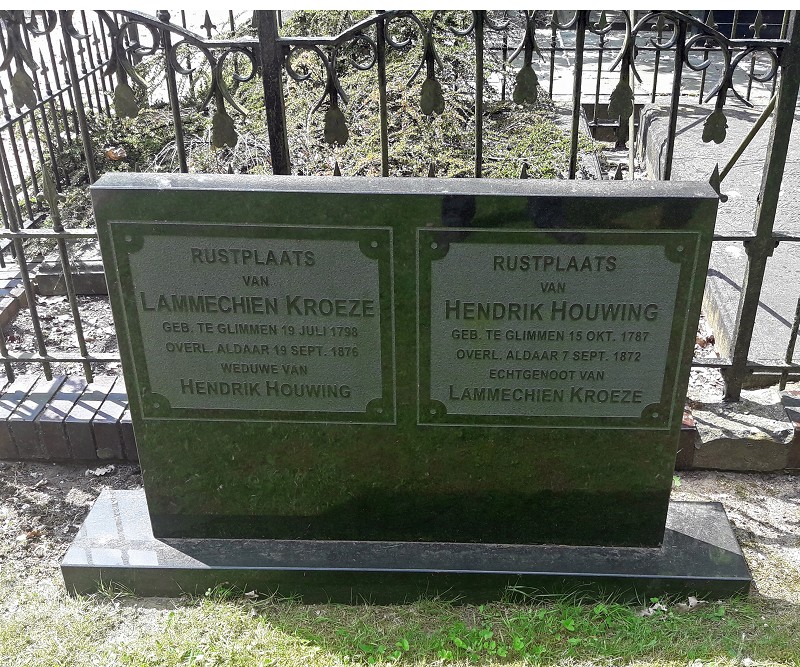 RUSTPLAATS
VAN
LAMMECHIEN KROEZE
GEB. TE GLIMMEN 19 JULI 1798
OVERL. ALDAAR 19 SEPT. 1876
WEDUWE VAN
HENDRIK HOUWING
RUSTPLAATS
VAN
HENDRIK HOUWING
GEB. TE GLIMMEN 15 OKT. 1787
OVERL. ALDAAR 7 SEPT. 1872
ECHTGENOOT VAN
LAMMECHIEN KROEZE